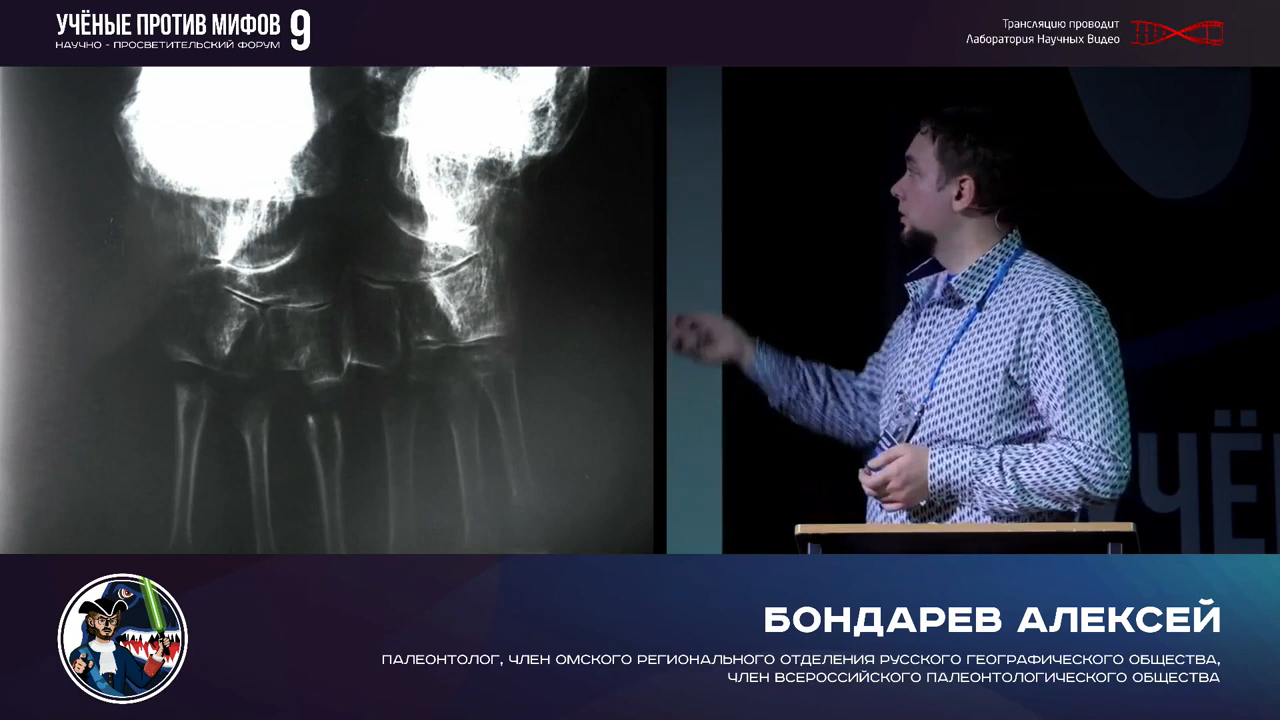 УЧЁНЫЕ ПРОТИВ МИФОВ 9
НАУЧНО - ПРОСВЕТИТЕЛЬСКИЙ ФОРУМ
Трансляцию проводит
Лаборатория Научных Видео
УЧЁ
БОНДАРЕВ АЛЕКСЕЙ
ПАЛЕОНТОЛОГ, ЧЛЕН ОМСКОГО РЕГИОНАЛЬНОГО ОТДЕЛЕНИЯ РУССКОГО ГЕОГРАФИЧЕСКОГО ОБЩЕСТВА,
ЧЛЕН ВСЕРОССИЙСКОГО ПАЛЕОНТОЛОГИЧЕСКОГО ОБЩЕСТВА